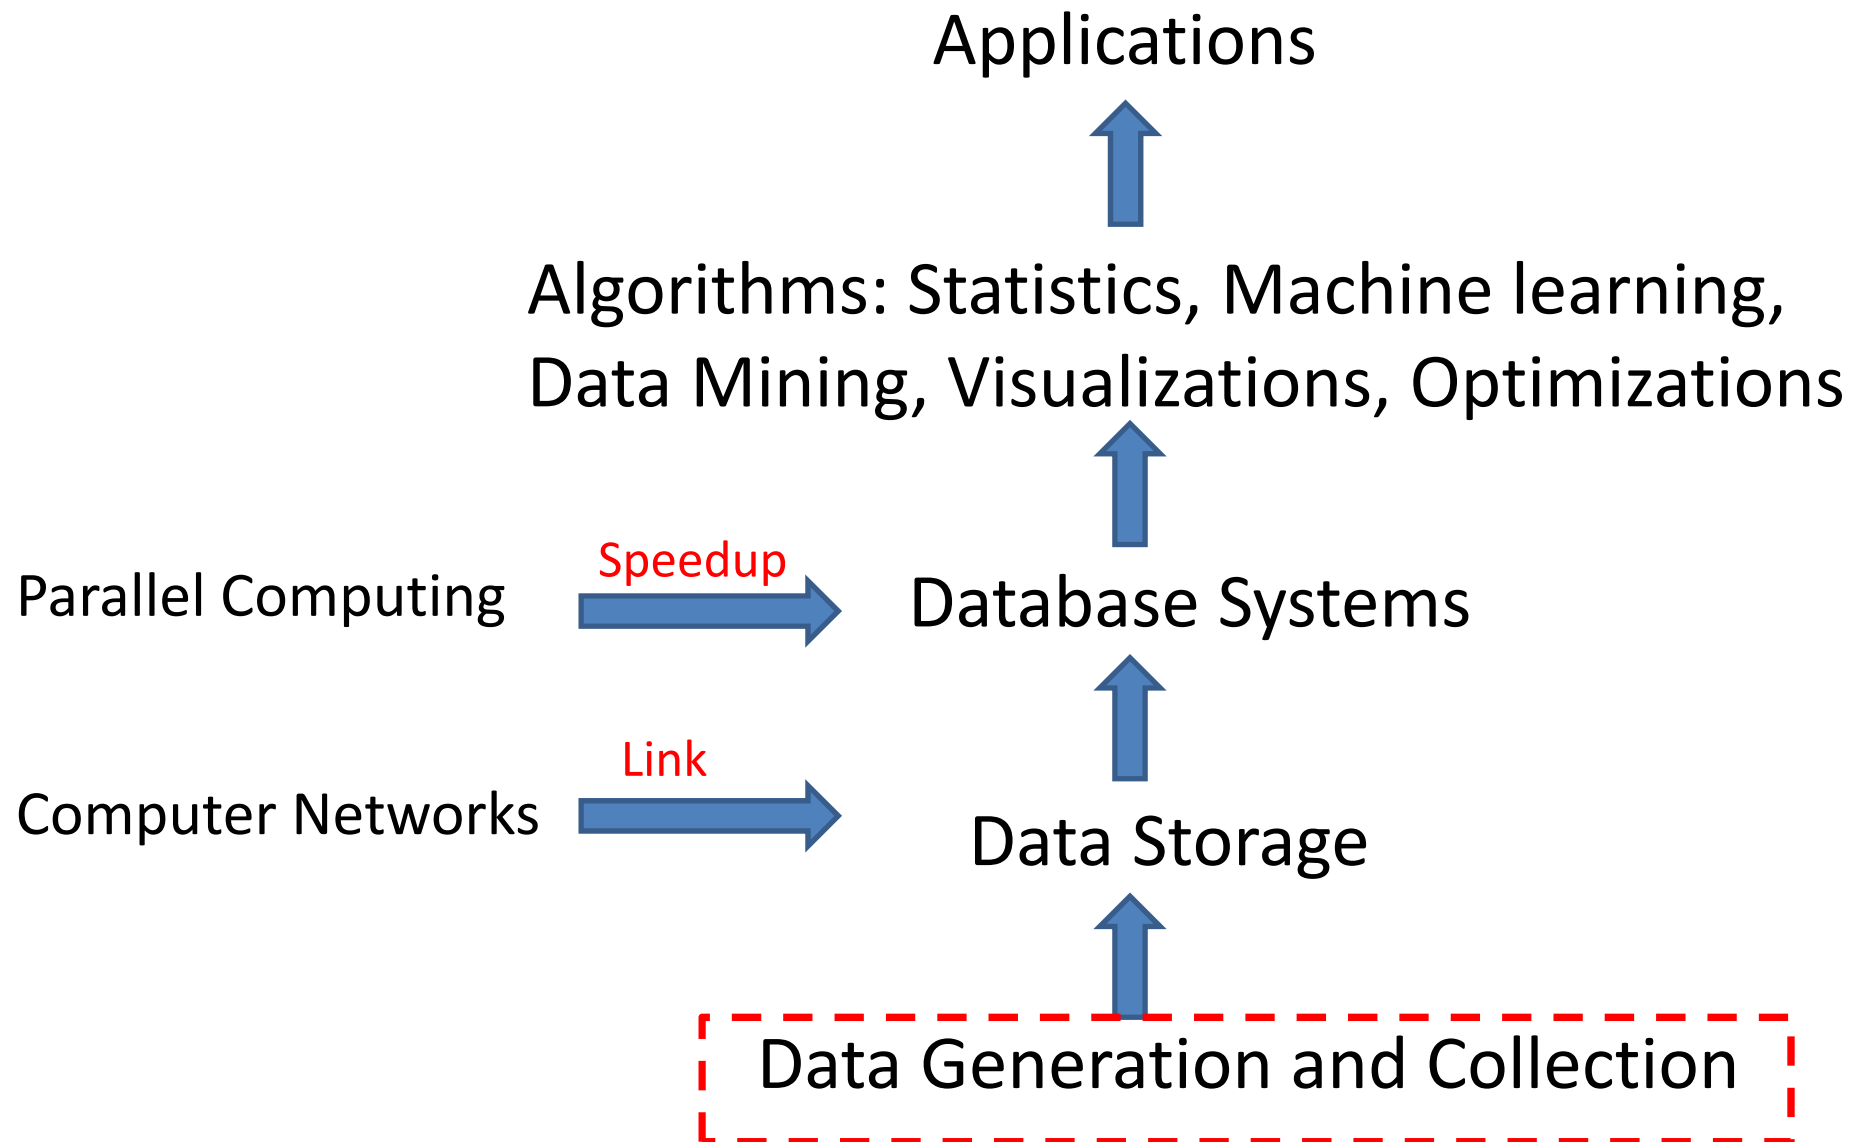 Applications
Algorithms: Statistics, Machine learning,
Data Mining, Visualizations, Optimizations
Speedup
Parallel Computing
Database Systems
Link
Computer Networks
Data Storage
Data Generation and Collection